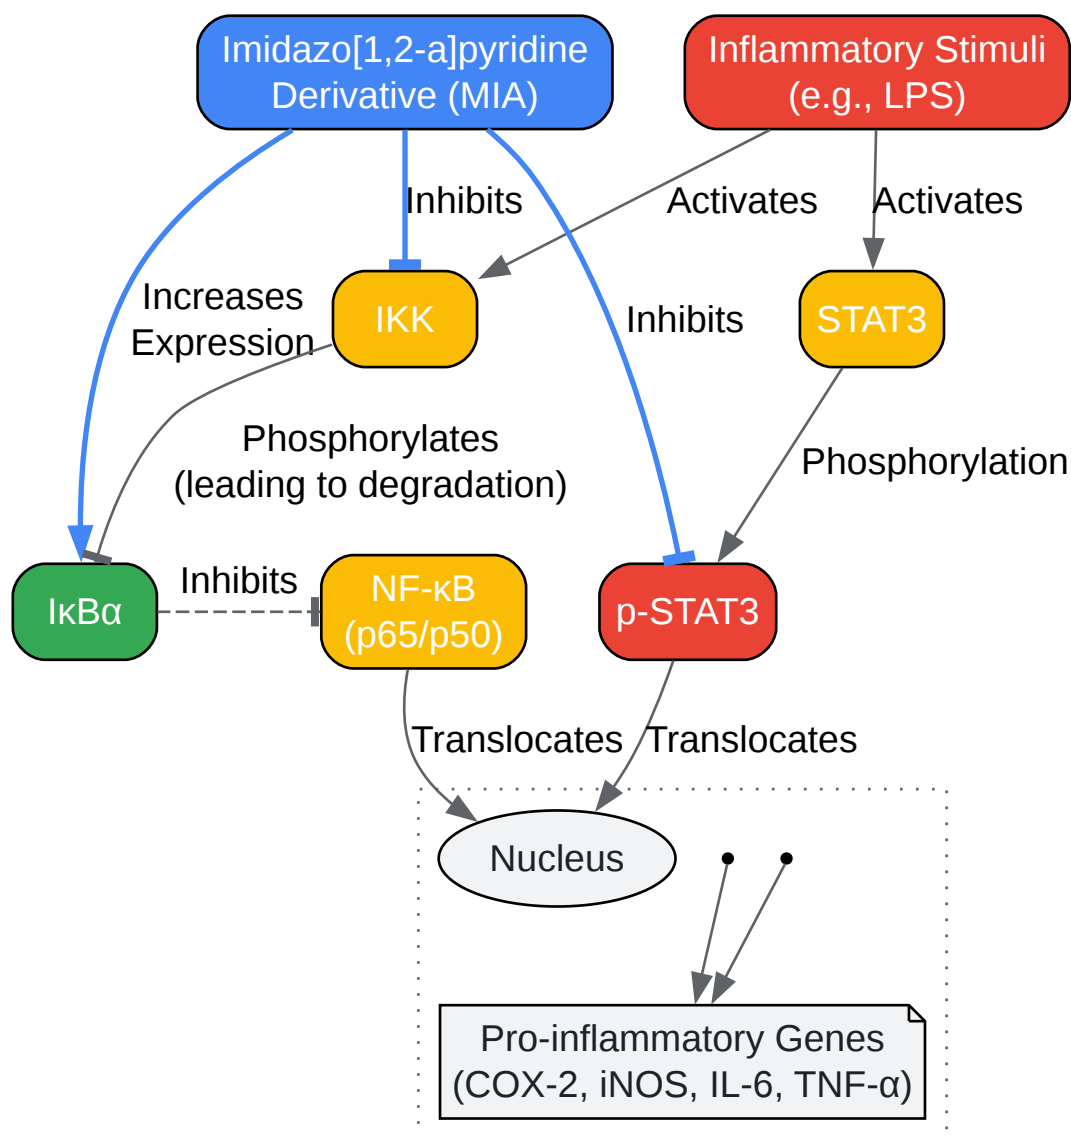 Imidazo[1,2-a]pyridine
Derivative (MIA)
Inflammatory Stimuli
(e.g., LPS)
Inhibits
Activates
Activates
Increases
Expression
IKK
Inhibits
STAT3
Phosphorylates
(leading to degradation)
Phosphorylation
IκBα
Inhibits
NF-κB
(p65/p50)
p-STAT3
Translocates
Translocates
Nucleus
Pro-inflammatory Genes
(COX-2, iNOS, IL-6, TNF-α)